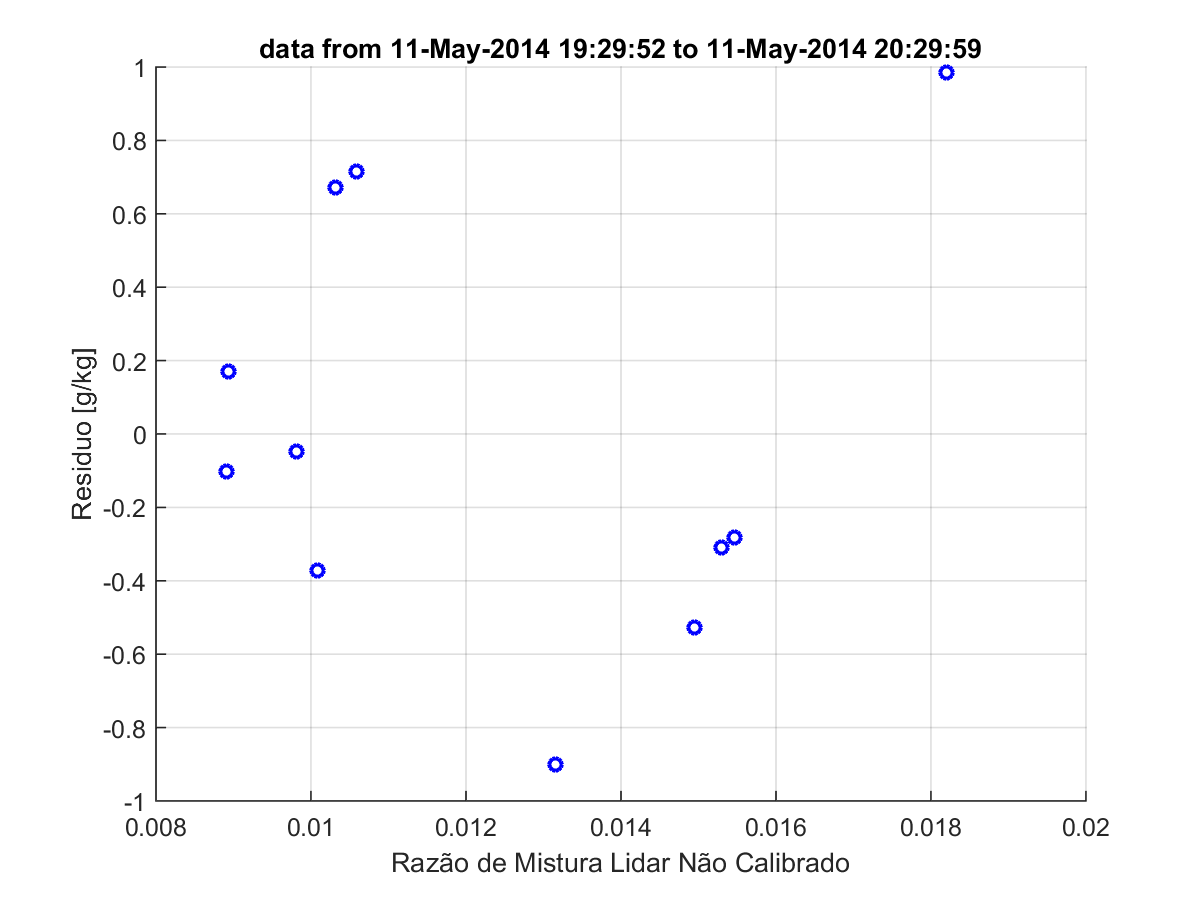 data from 11-May-2014 19:29:52 to 11-May-2014 20:29:59
1
0.8
0.6
0.4
0.2
0
-0.2
-0.4
-0.6
-0.8
-1
Residuo [g/kg]
0.008 0.01 0.012 0.014 0.016 0.018 0.02
Razão de Mistura Lidar Não Calibrado